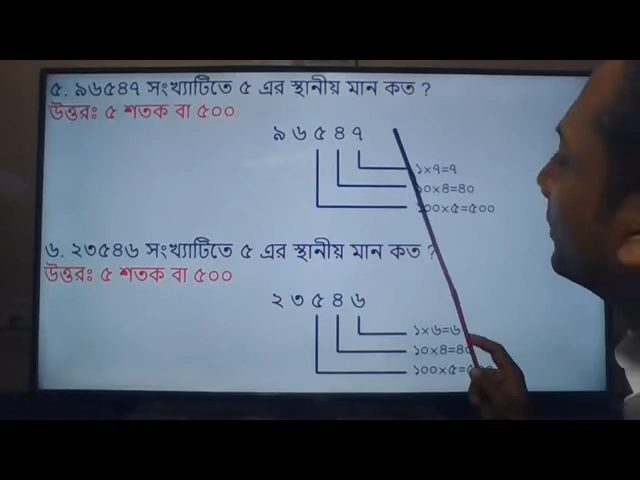 ৫. ৯৬৫৪৭ সংখ্যাটিতে ৫ এর স্থানীয় মান কত ?
উত্তরঃ ৫ শতক বা ৫০০
৯ ৬ ৫ ৪ ৭
১×৭=৭
১০×৪=৪০
১০০×৫=৫০০
৬. ২৩৫৪৬ সংখ্যাটিতে ৫ এর স্থানীয় মান কত ?
উত্তরঃ ৫ শতক বা ৫০০
২ ৩ ৫ ৪ ৬
১×৬=৬
১০×৪=৪০
১০০×৫=